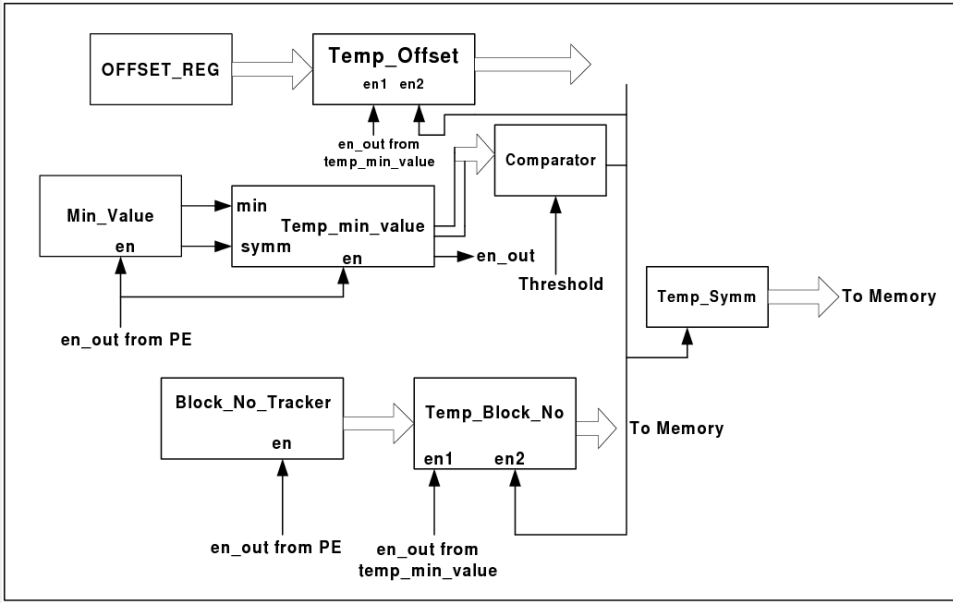 OFFSET_REG
Temp_Offset
en1 en2
en_out from
temp_min_value
Comparator
Min_Value
en
min
Temp_min_value
symm
en
en_out
Threshold
Temp_Symm
To Memory
en_out from PE
Block_No_Tracker
en
Temp_Block_No
en1 en2
To Memory
en_out from PE
en_out from
temp_min_value